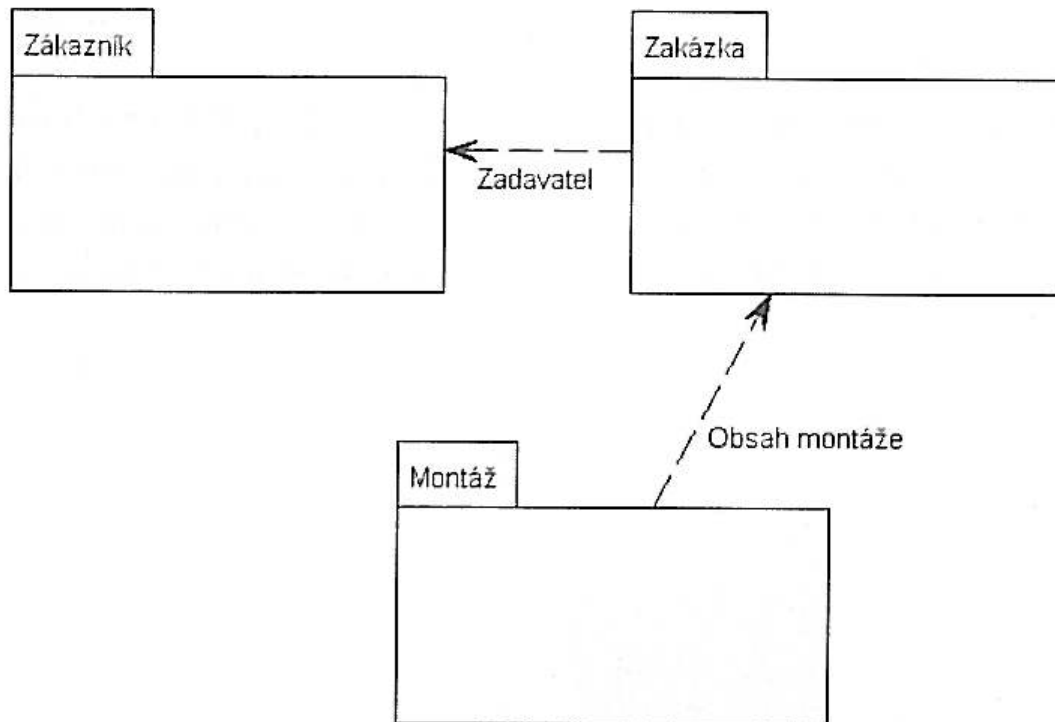 Zákazník
Zakázka
Zadavatel
Obsah montáže
Montáž